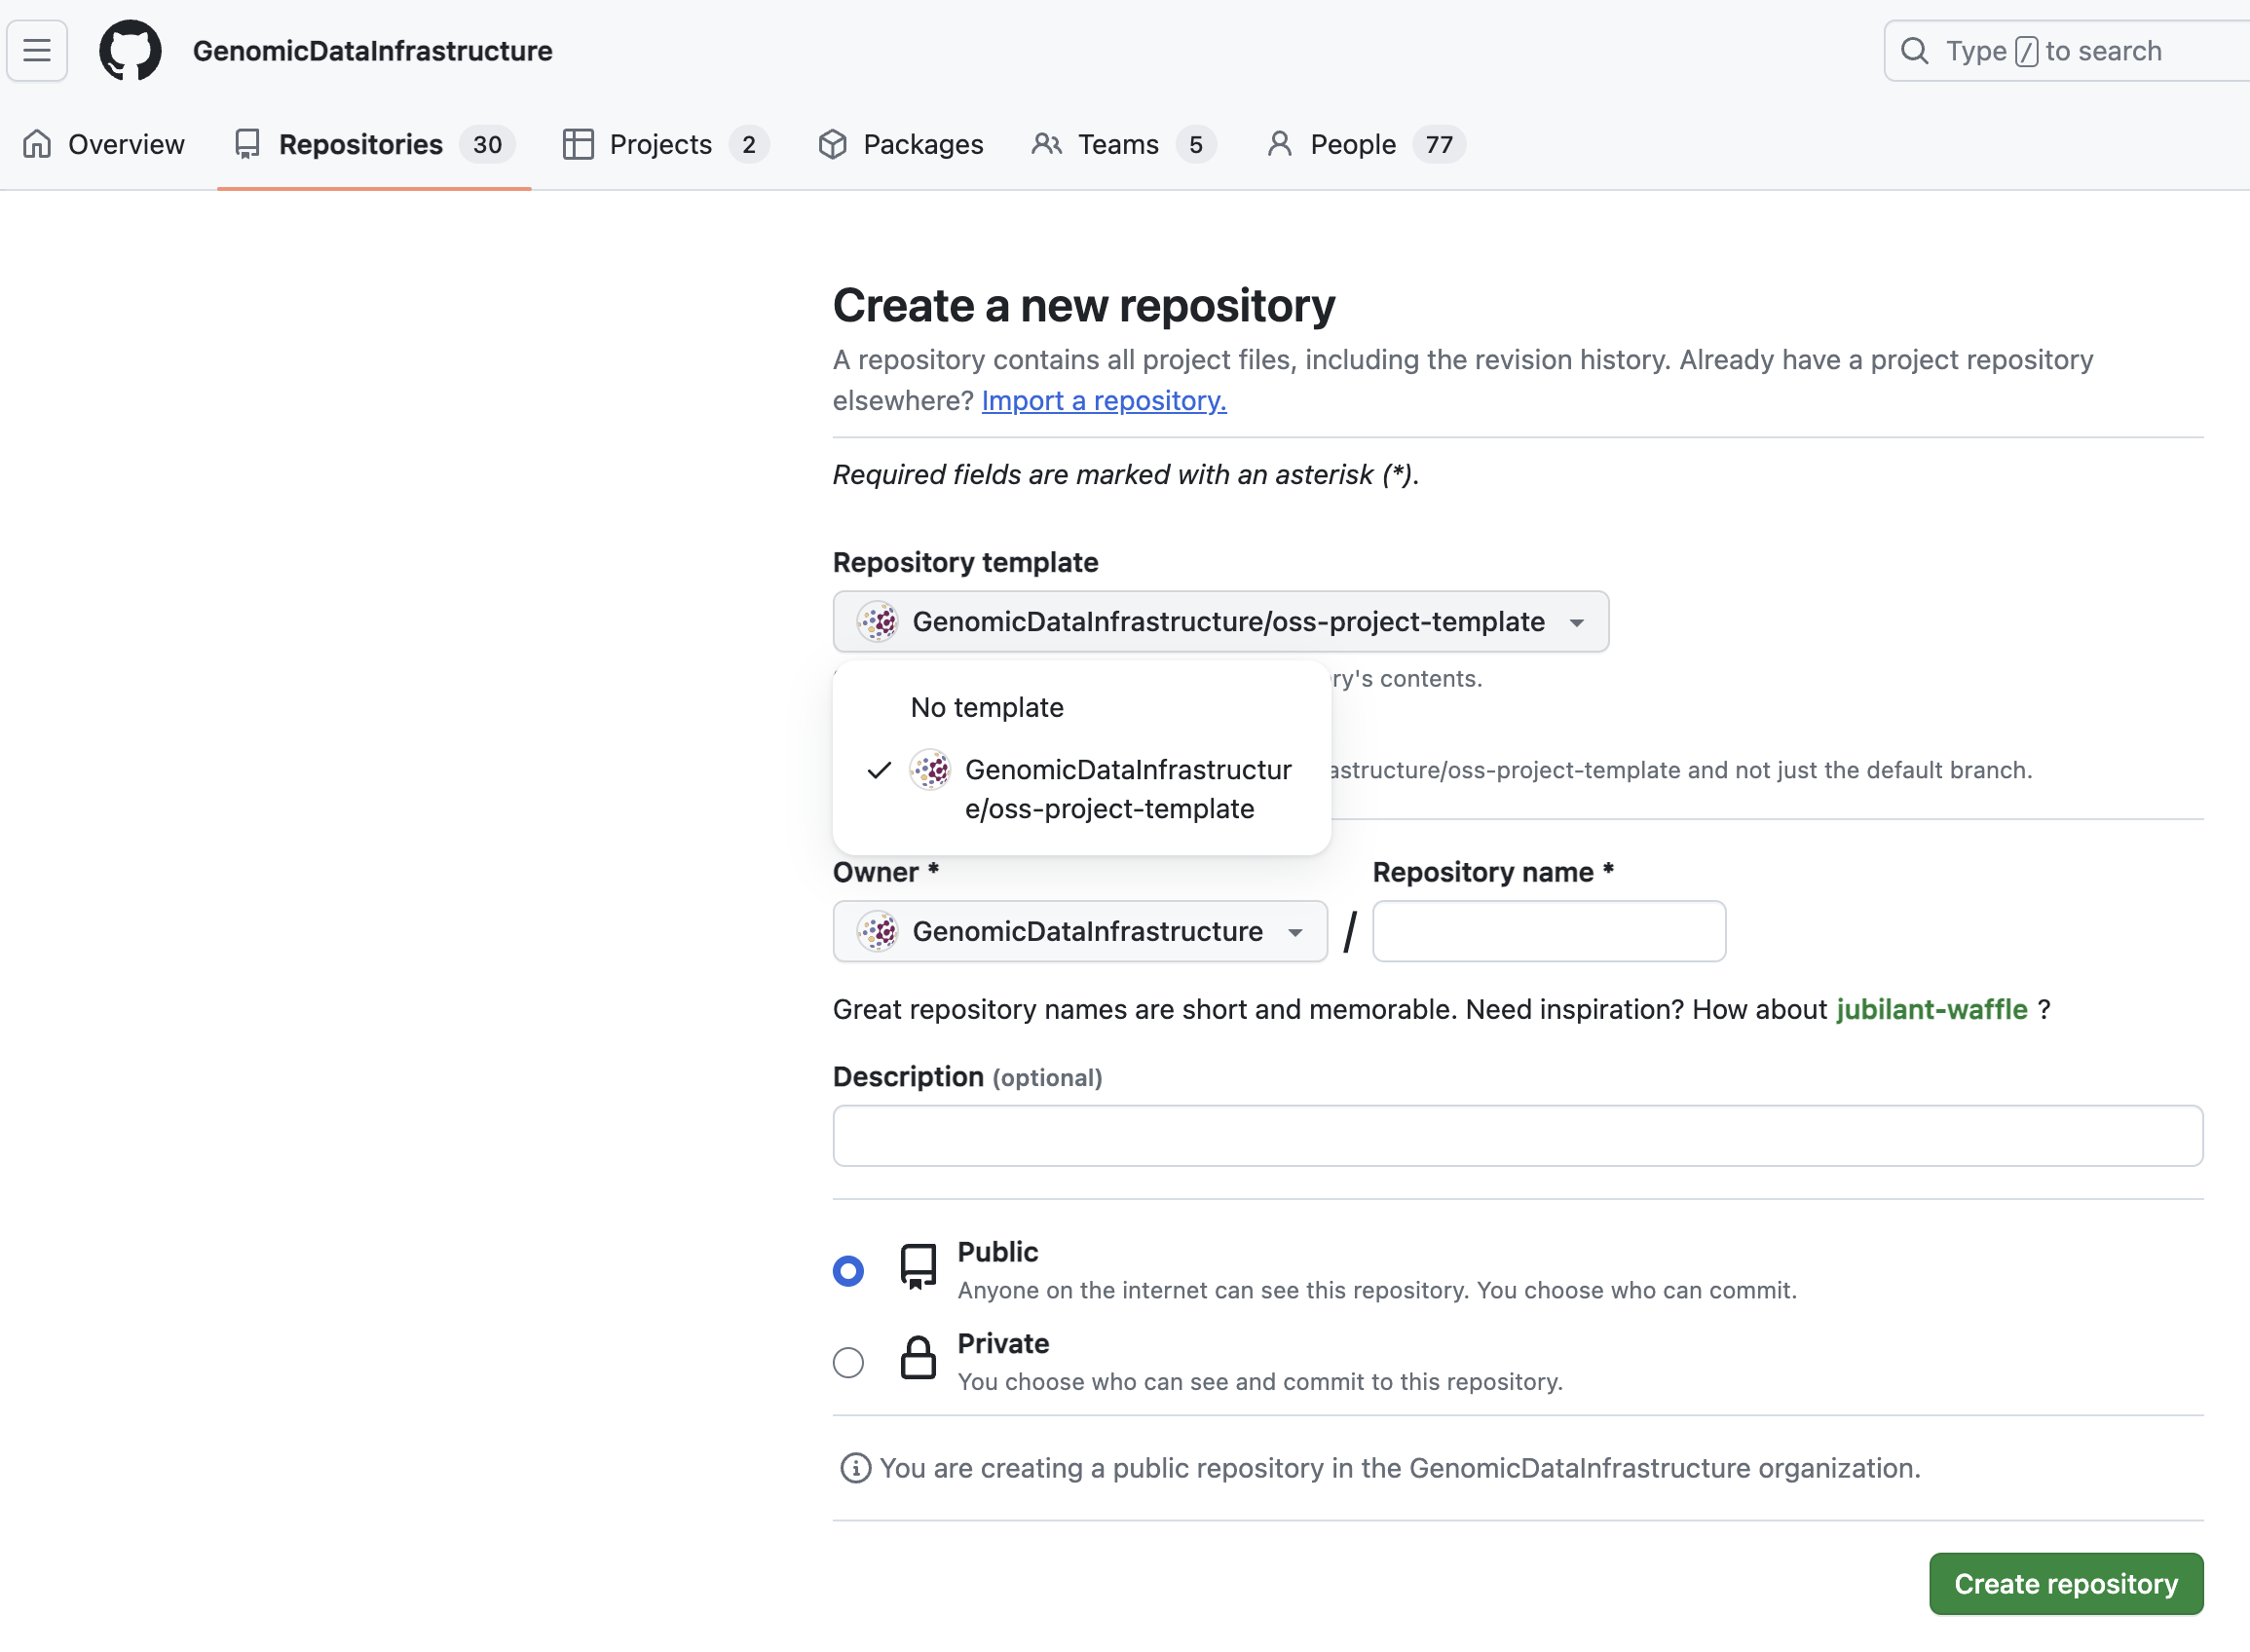 GenomicDataInfrastructure
Type / to search
Overview
Repositories 30
Projects 2
Packages
Teams 5
People 77
Create a new repository
A repository contains all project files, including the revision history. Already have a project repository
elsewhere? Import a repository.
Required fields are marked with an asterisk (*).
Repository template
GenomicDataInfrastructure/oss-project-template
ry's contents.
No template
GenomicDataInfrastructur
e/oss-project-template
astructure/oss-project-template and not just the default branch.
Owner *
Repository name *
GenomicDataInfrastructure
/
Great repository names are short and memorable. Need inspiration? How about jubilant-waffle ?
Description (optional)
Public
Anyone on the internet can see this repository. You choose who can commit.
Private
You choose who can see and commit to this repository.
You are creating a public repository in the GenomicDataInfrastructure organization.
Create repository